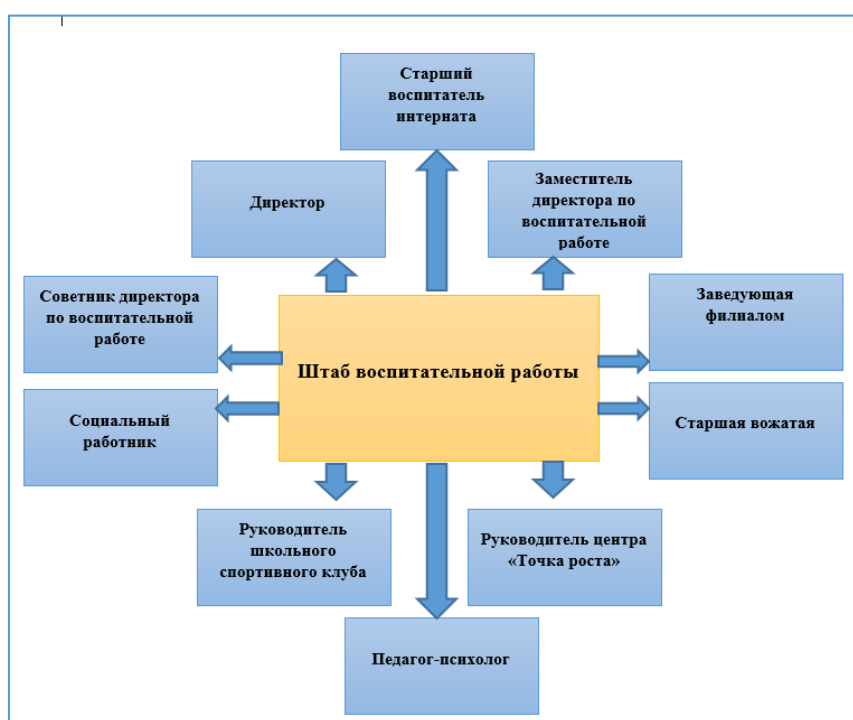 Старший
воспитатель
интерната
Директор
Заместитель
директора по
воспитательной
работе
Советник директора
по воспитательной
работе
Заведующая
филиалом
Штаб воспитательной работы
Социальный
работник
Старшая вожатая
Руководитель
школьного
спортивного клуба
Руководитель центра
«Точка роста»
Педагог-психолог